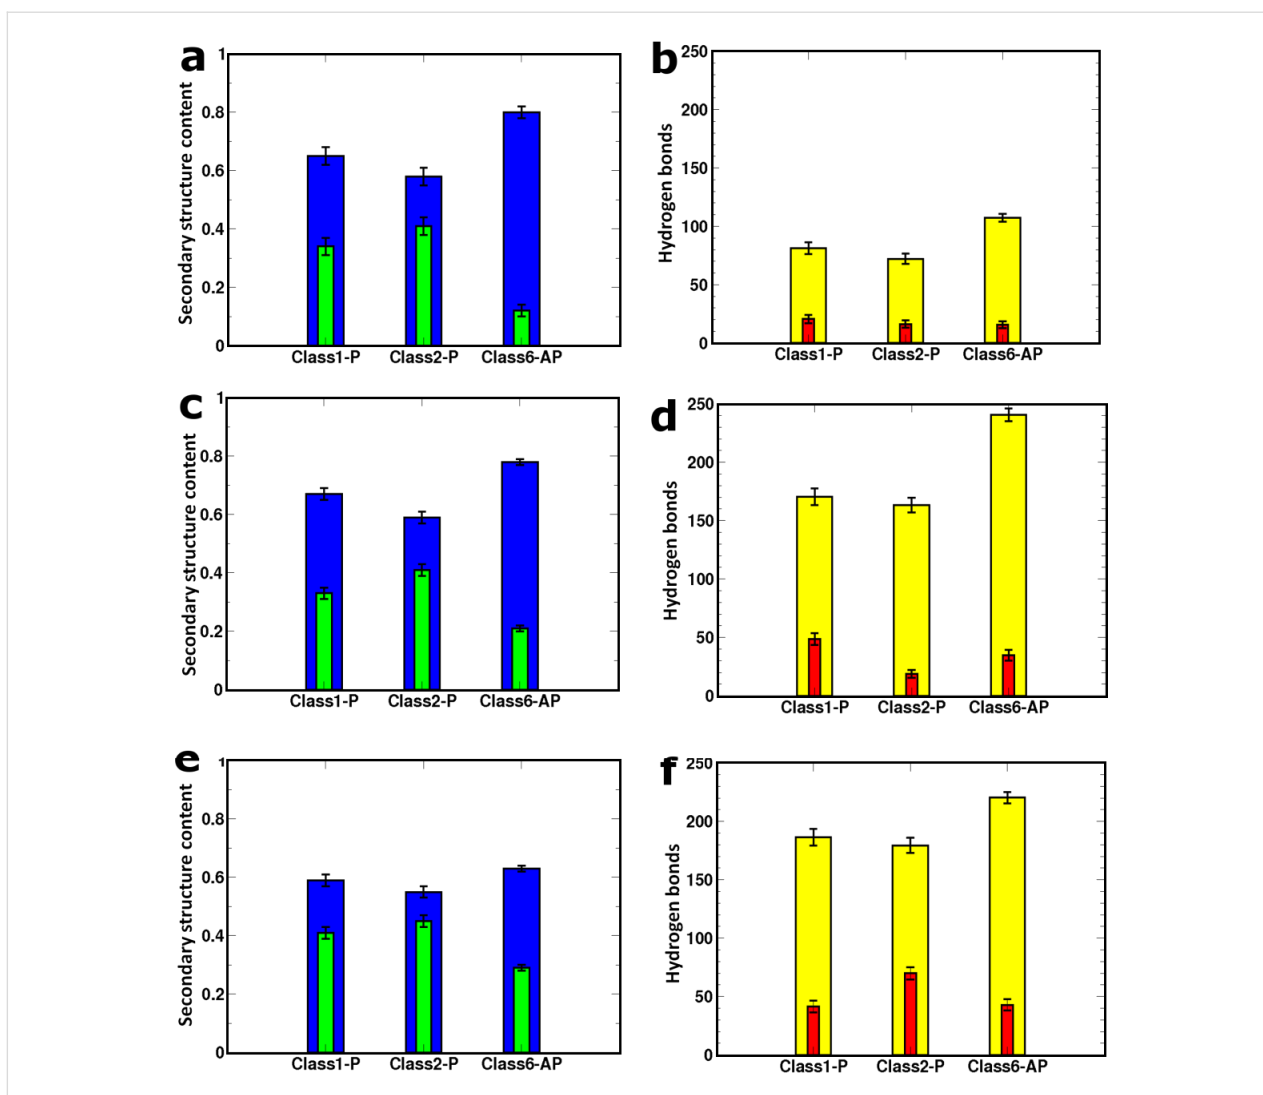 a
Secondary structure content
1
0.8
0.6
0.4
0.2
0
Class1-P Class2-P Class6-AP
b
Hydrogen bonds
250
200
150
100
50
0
Class1-P Class2-P Class6-AP
c
Secondary structure content
1
0.8
0.6
0.4
0.2
0
Class1-P Class2-P Class6-AP
d
Hydrogen bonds
250
200
150
100
50
0
Class1-P Class2-P Class6-AP
e
Secondary structure content
1
0.8
0.6
0.4
0.2
0
Class1-P Class2-P Class6-AP
f
Hydrogen bonds
250
200
150
100
50
0
Class1-P Class2-P Class6-AP